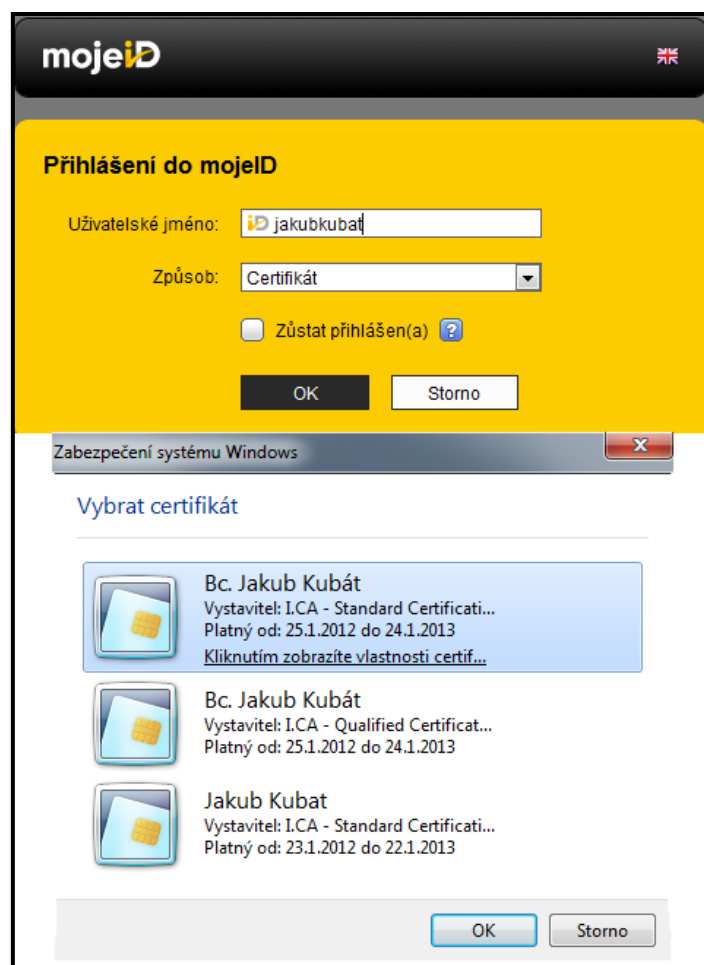 mojeiD
Přihlášení do mojeID
Uživatelské jméno: iD jakubkubat
Způsob: Certifikát
Zůstat přihlášen(a) ?
OK Storno
Zabezpečení systému Windows
Vybrat certifikát
Bc. Jakub Kubát
Vystavitel: I.CA - Standard Certificati...
Platný od: 25.1.2012 do 24.1.2013
Kliknutím zobrazíte vlastnosti certif...
Bc. Jakub Kubát
Vystavitel: I.CA - Qualified Certificat...
Platný od: 25.1.2012 do 24.1.2013
Jakub Kubat
Vystavitel: I.CA - Standard Certificati...
Platný od: 23.1.2012 do 22.1.2013
OK Storno